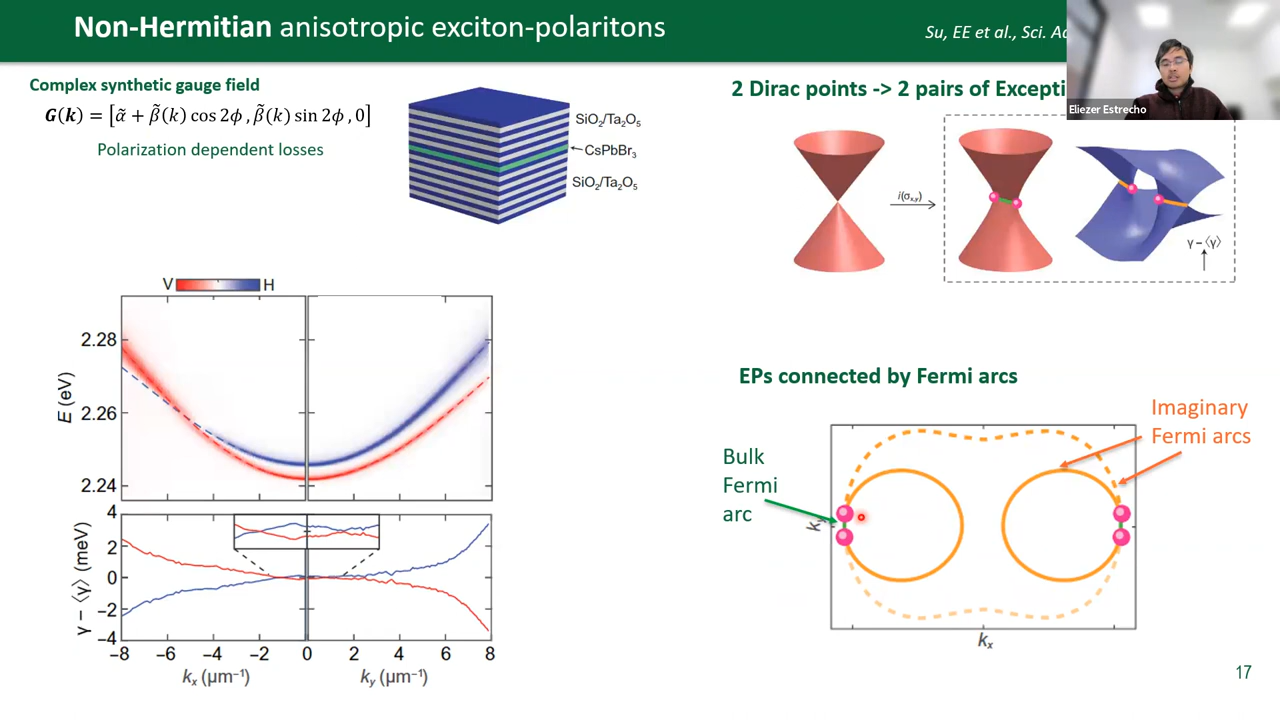 Non-Hermitian anisotropic exciton-polaritons
Su, EE et al., Sci.
Eliezer Estrecho
Complex synthetic gauge field
𝑮(𝒌) = [α̃ + β̃(k) cos 2ϕ , β̃(k) sin 2ϕ , 0]
Polarization dependent losses
SiO₂/Ta₂O₅
CsPbBr₃
SiO₂/Ta₂O₅
2 Dirac points -> 2 pairs of
i(σx,y)
γ − ⟨γ⟩
V H
2.28
2.26
2.24
E (eV)
4
2
0
−2
−4
γ − ⟨γ⟩ (meV)
−8 −6 −4 −2 0 2 4 6 8
kₓ (μm⁻¹) kᵧ (μm⁻¹)
EPs connected by Fermi arcs
Imaginary
Fermi arcs
Bulk
Fermi
arc
kₓ
17